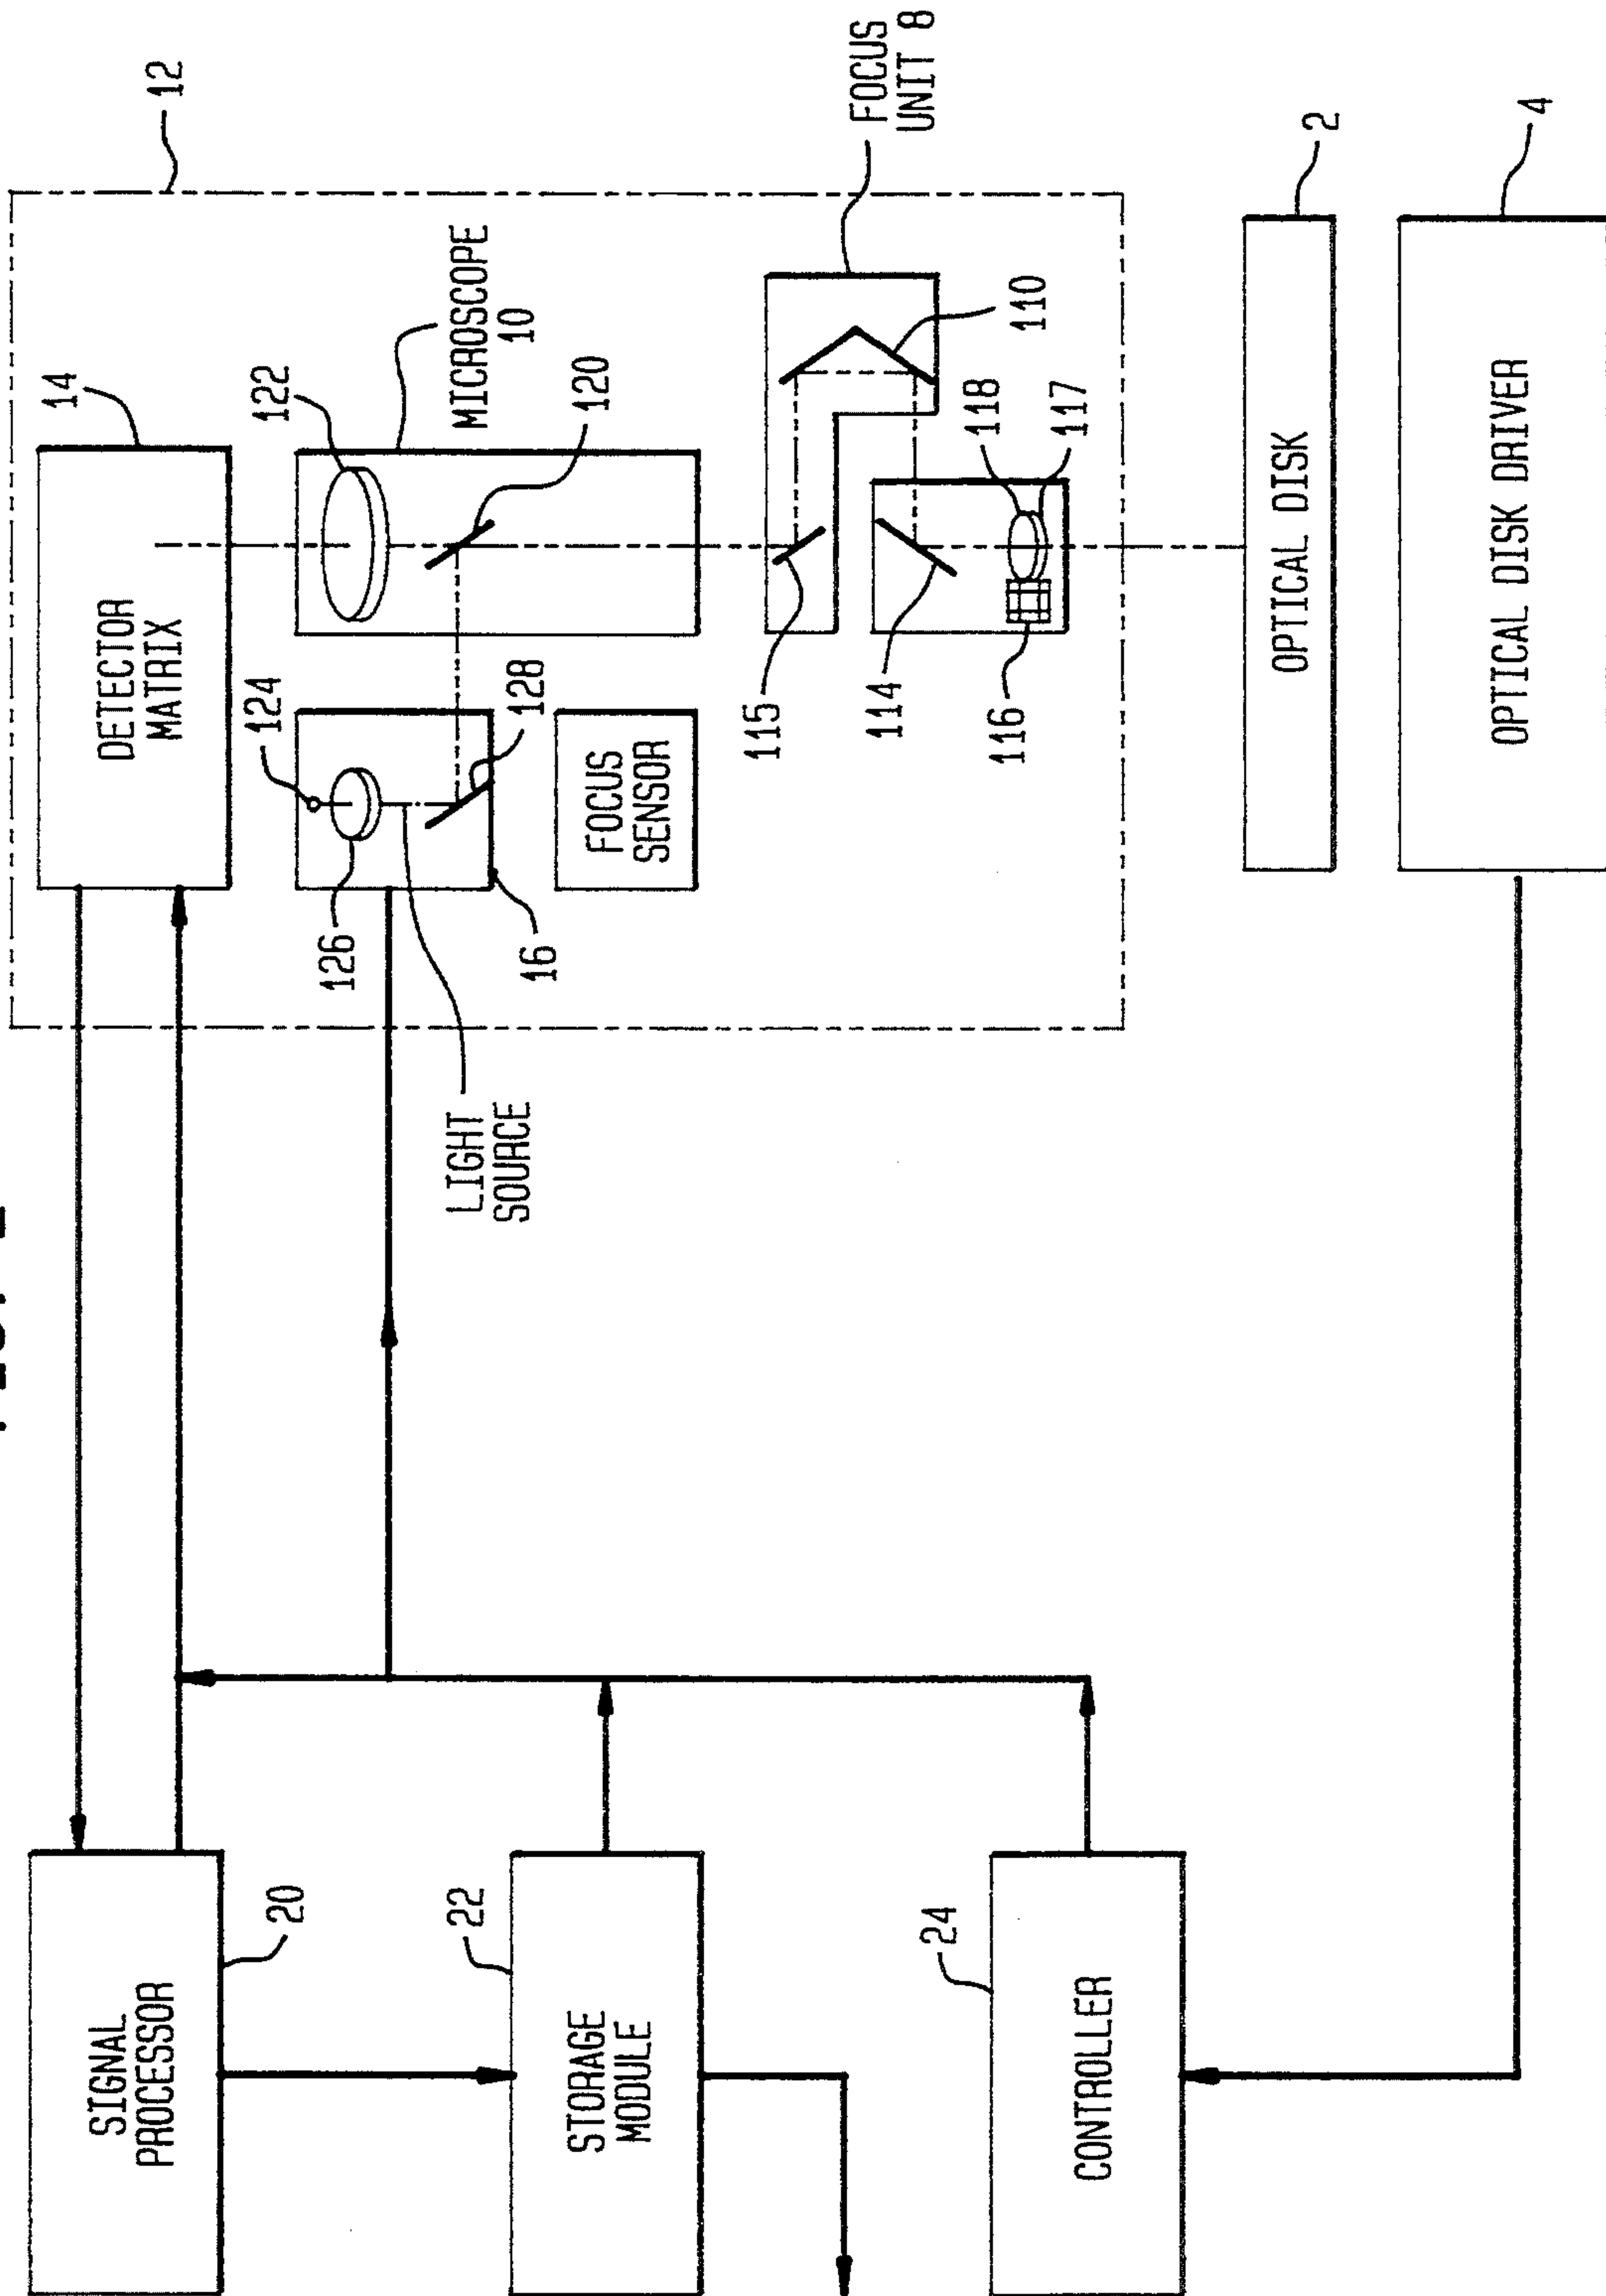 12
14
DETECTOR
MATRIX
122
MICROSCOPE
10
120
124
126
128
16
LIGHT
SOURCE
FOCUS
SENSOR
FOCUS
UNIT 8
110
115
114
118
117
116
OPTICAL DISK
2
OPTICAL DISK DRIVER
4
SIGNAL
PROCESSOR
20
STORAGE
MODULE
22
CONTROLLER
24